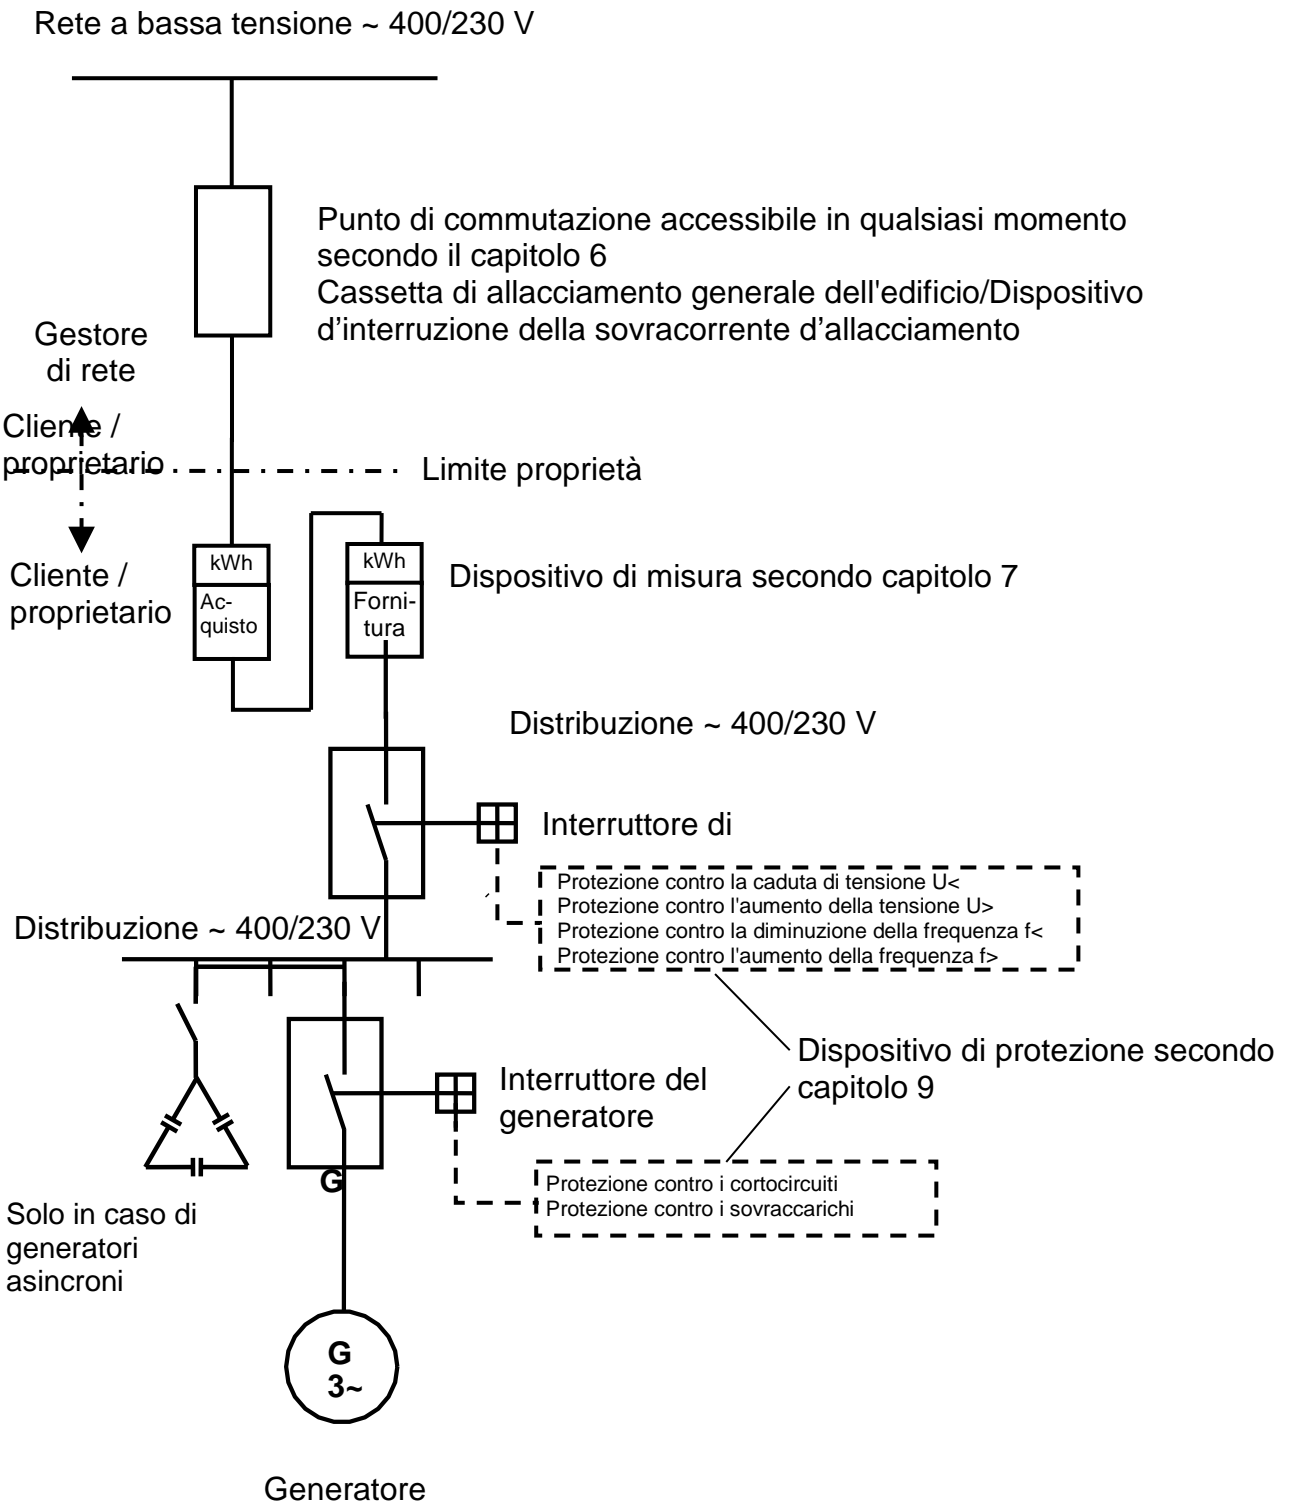 Rete a bassa tensione ~ 400/230 V
Punto di commutazione accessibile in qualsiasi momento
secondo il capitolo 6
Cassetta di allacciamento generale dell'edificio/Dispositivo
d’interruzione della sovracorrente d’allacciamento
Gestore
di rete
Cliente /
proprietario
Limite proprietà
kWh
Ac-
quisto
kWh
Forni-
tura
Dispositivo di misura secondo capitolo 7
Cliente /
proprietario
Distribuzione ~ 400/230 V
Interruttore di
Protezione contro la caduta di tensione U<
Protezione contro l'aumento della tensione U>
Protezione contro la diminuzione della frequenza f<
Protezione contro l'aumento della frequenza f>
Distribuzione ~ 400/230 V
Dispositivo di protezione secondo
capitolo 9
Interruttore del
generatore
G
Protezione contro i cortocircuiti
Protezione contro i sovraccarichi
Solo in caso di
generatori
asincroni
G
3~
Generatore